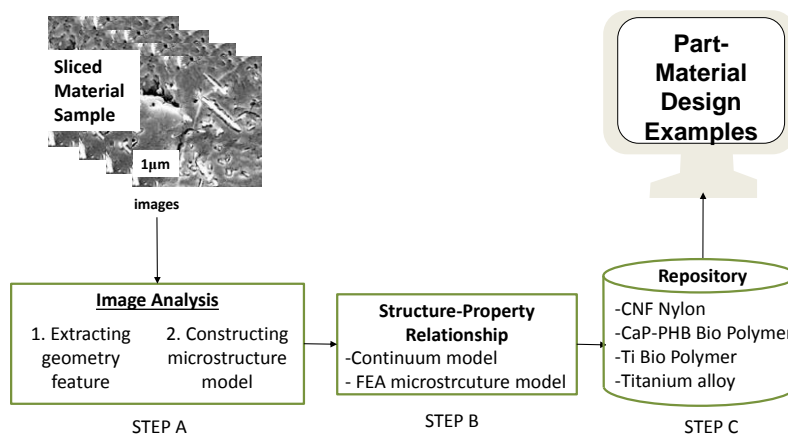 Sliced
Material
Sample
1μm
images
Part-
Material
Design
Examples
Image Analysis
1. Extracting
geometry
feature
2. Constructing
microstructure
model
Structure-Property
Relationship
-Continuum model
- FEA microstrcuture model
Repository
-CNF Nylon
-CaP-PHB Bio Polymer
-Ti Bio Polymer
-Titanium alloy
STEP A
STEP B
STEP C